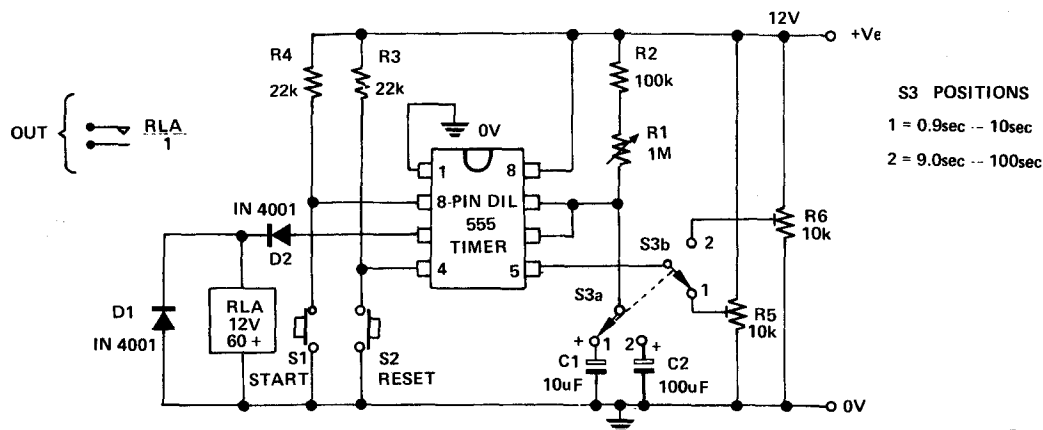 12V
+Ve
R4
22k
R3
22k
R2
100k
S3 POSITIONS
1 = 0.9sec -- 10sec
2 = 9.0sec -- 100sec
OUT
RLA
1
0V
R1
1M
1
8
8-PIN DIL
555
TIMER
4
5
IN 4001
D2
S3b
2
1
R6
10k
R5
10k
D1
IN 4001
RLA
12V
60 +
S1
START
S2
RESET
S3a
+
1
2
+
C1
10uF
C2
100uF
0V